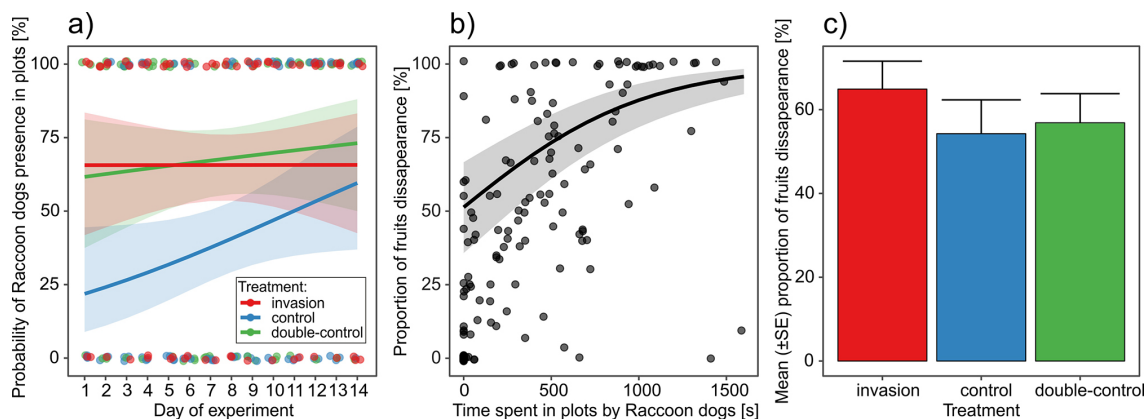 a)
Probability of Raccoon dogs presence in plots [%]
100
75
50
25
0
Treatment:
invasion
control
double-control
1 2 3 4 5 6 7 8 9 10 11 12 13 14
Day of experiment
b)
Proportion of fruits dissapearance [%]
100
75
50
25
0
0 500 1000 1500
Time spent in plots by Raccoon dogs [s]
c)
Mean (±SE) proportion of fruits dissapearance [%]
60
40
20
0
invasion control double-control
Treatment